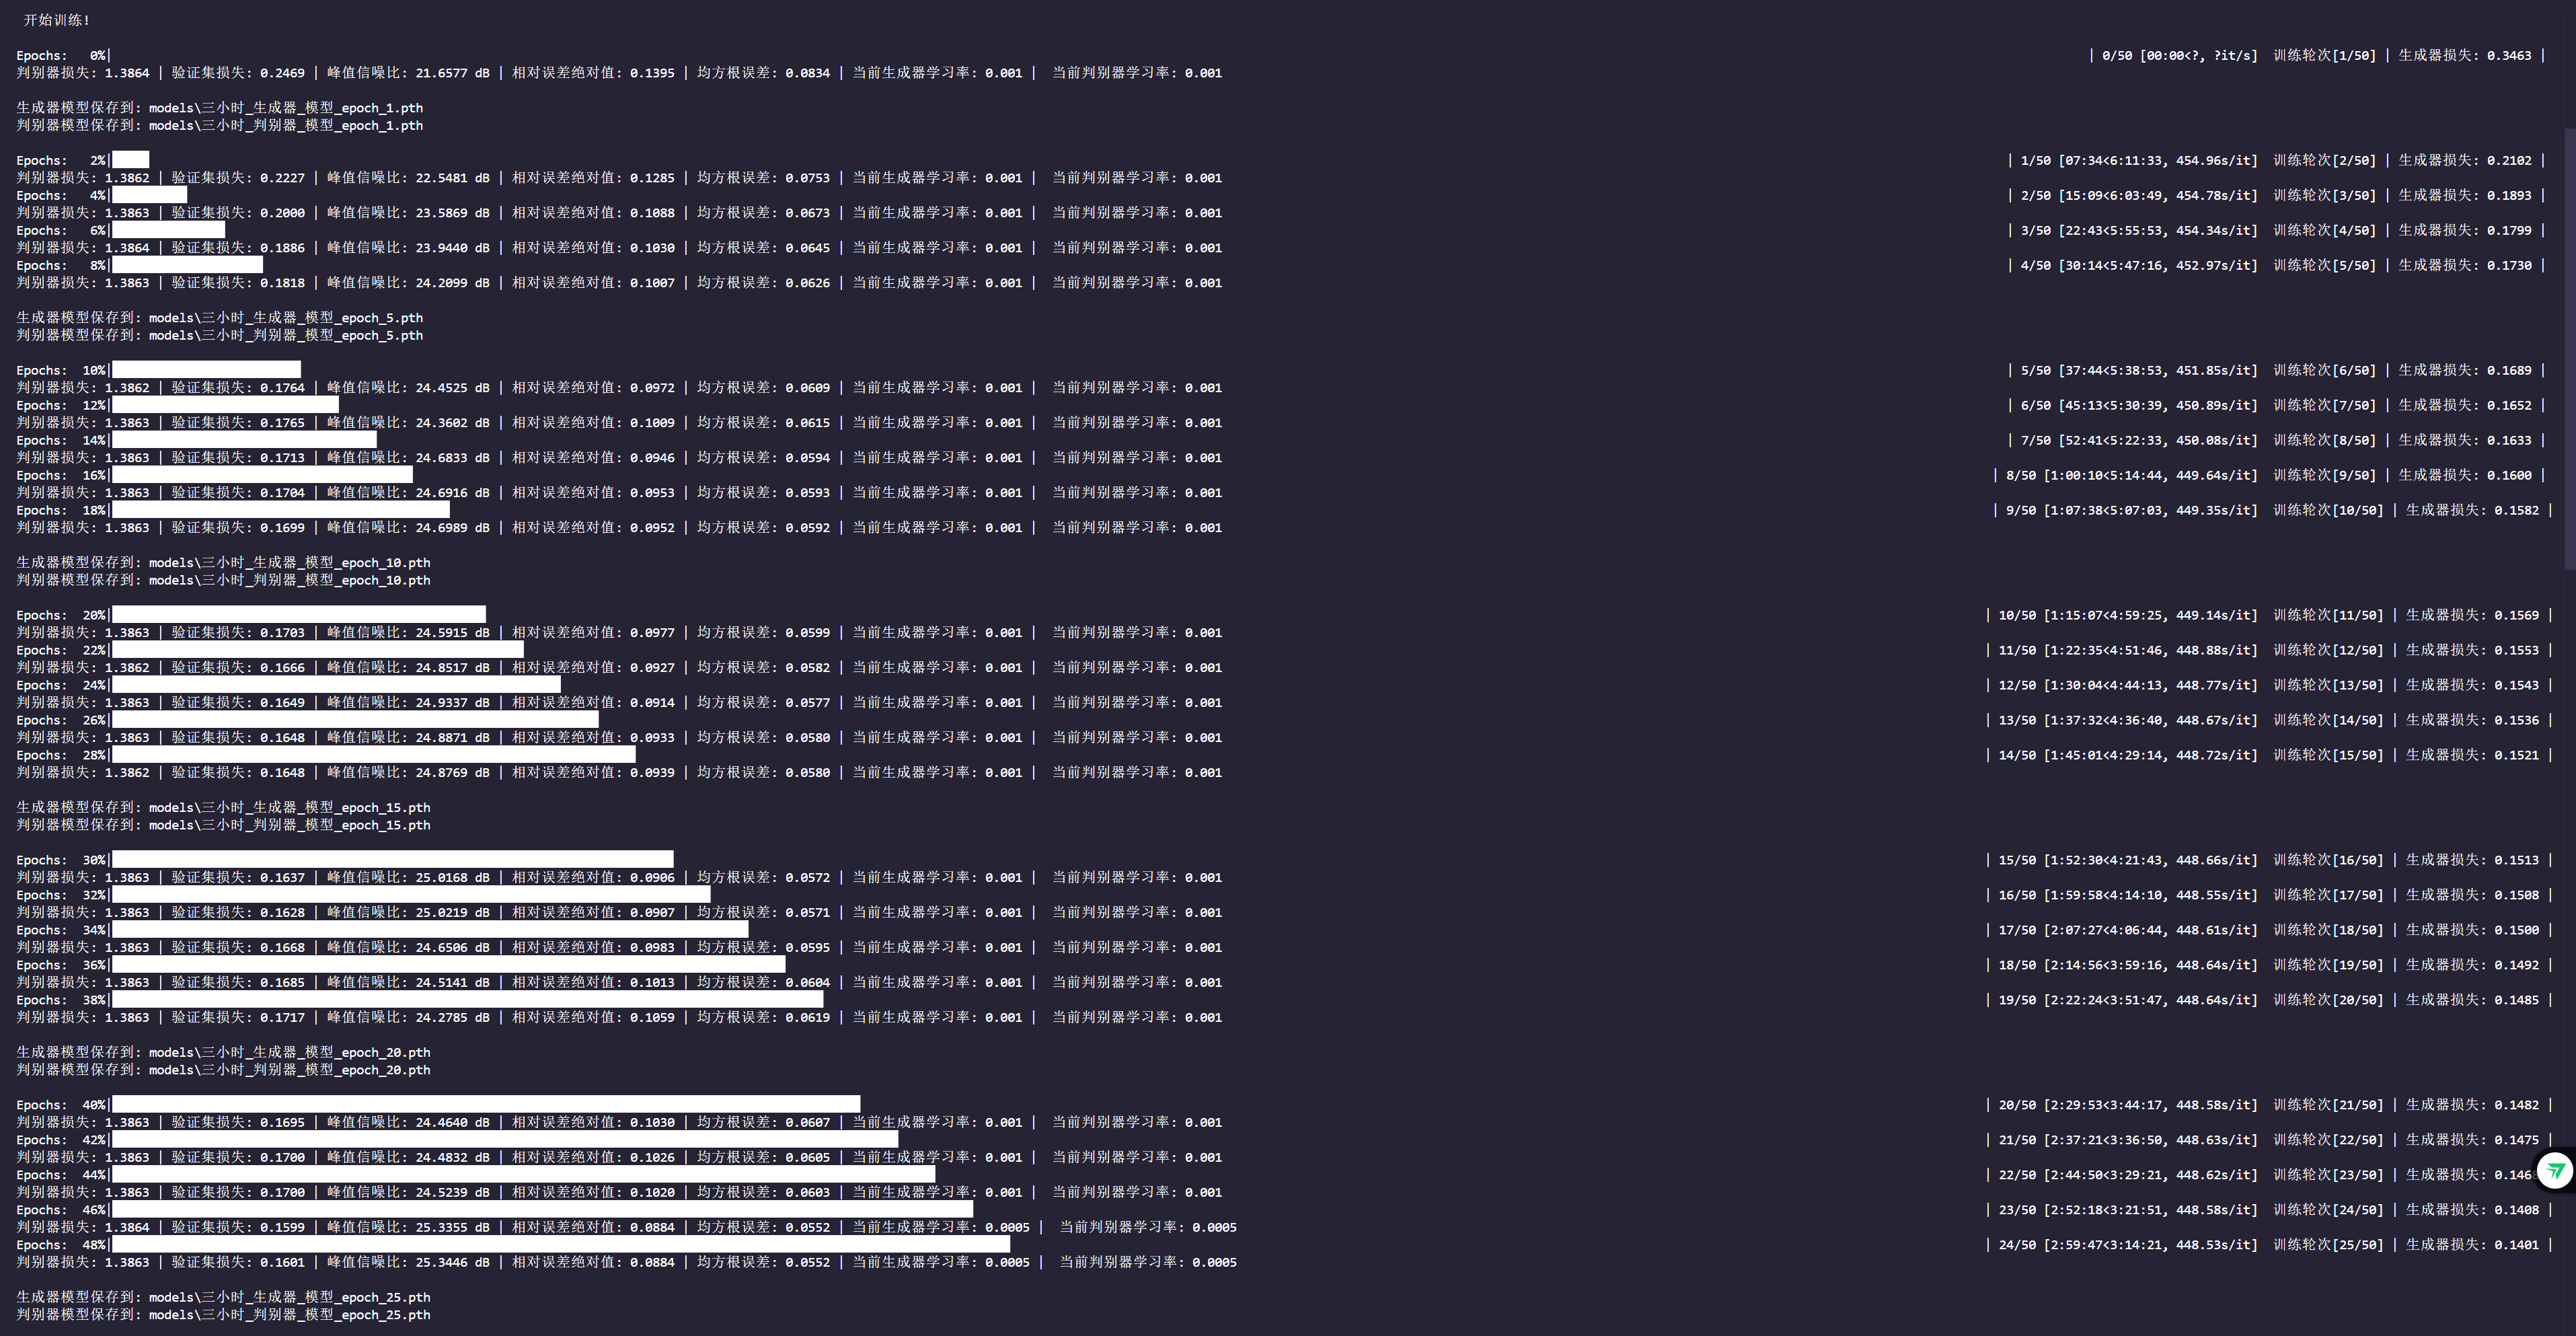 开始训练!
Epochs:   0%|          | 0/50 [00:00<?, ?it/s]  训练轮次[1/50] | 生成器损失: 0.3463 |
判别器损失: 1.3864 | 验证集损失: 0.2469 | 峰值信噪比: 21.6577 dB | 相对误差绝对值: 0.1395 | 均方根误差: 0.0834 | 当前生成器学习率: 0.001 |  当前判别器学习率: 0.001
生成器模型保存到: models\三小时_生成器_模型_epoch_1.pth
判别器模型保存到: models\三小时_判别器_模型_epoch_1.pth
Epochs:   2%|          | 1/50 [07:34<6:11:33, 454.96s/it]  训练轮次[2/50] | 生成器损失: 0.2102 |
判别器损失: 1.3862 | 验证集损失: 0.2227 | 峰值信噪比: 22.5481 dB | 相对误差绝对值: 0.1285 | 均方根误差: 0.0753 | 当前生成器学习率: 0.001 |  当前判别器学习率: 0.001
Epochs:   4%|          | 2/50 [15:09<6:03:49, 454.78s/it]  训练轮次[3/50] | 生成器损失: 0.1893 |
判别器损失: 1.3863 | 验证集损失: 0.2000 | 峰值信噪比: 23.5869 dB | 相对误差绝对值: 0.1088 | 均方根误差: 0.0673 | 当前生成器学习率: 0.001 |  当前判别器学习率: 0.001
Epochs:   6%|          | 3/50 [22:43<5:55:53, 454.34s/it]  训练轮次[4/50] | 生成器损失: 0.1799 |
判别器损失: 1.3864 | 验证集损失: 0.1886 | 峰值信噪比: 23.9440 dB | 相对误差绝对值: 0.1030 | 均方根误差: 0.0645 | 当前生成器学习率: 0.001 |  当前判别器学习率: 0.001
Epochs:   8%|          | 4/50 [30:14<5:47:16, 452.97s/it]  训练轮次[5/50] | 生成器损失: 0.1730 |
判别器损失: 1.3863 | 验证集损失: 0.1818 | 峰值信噪比: 24.2099 dB | 相对误差绝对值: 0.1007 | 均方根误差: 0.0626 | 当前生成器学习率: 0.001 |  当前判别器学习率: 0.001
生成器模型保存到: models\三小时_生成器_模型_epoch_5.pth
判别器模型保存到: models\三小时_判别器_模型_epoch_5.pth
Epochs:  10%|          | 5/50 [37:44<5:38:53, 451.85s/it]  训练轮次[6/50] | 生成器损失: 0.1689 |
判别器损失: 1.3862 | 验证集损失: 0.1764 | 峰值信噪比: 24.4525 dB | 相对误差绝对值: 0.0972 | 均方根误差: 0.0609 | 当前生成器学习率: 0.001 |  当前判别器学习率: 0.001
Epochs:  12%|          | 6/50 [45:13<5:30:39, 450.89s/it]  训练轮次[7/50] | 生成器损失: 0.1652 |
判别器损失: 1.3863 | 验证集损失: 0.1765 | 峰值信噪比: 24.3602 dB | 相对误差绝对值: 0.1009 | 均方根误差: 0.0615 | 当前生成器学习率: 0.001 |  当前判别器学习率: 0.001
Epochs:  14%|          | 7/50 [52:41<5:22:33, 450.08s/it]  训练轮次[8/50] | 生成器损失: 0.1633 |
判别器损失: 1.3863 | 验证集损失: 0.1713 | 峰值信噪比: 24.6833 dB | 相对误差绝对值: 0.0946 | 均方根误差: 0.0594 | 当前生成器学习率: 0.001 |  当前判别器学习率: 0.001
Epochs:  16%|          | 8/50 [1:00:10<5:14:44, 449.64s/it]  训练轮次[9/50] | 生成器损失: 0.1600 |
判别器损失: 1.3863 | 验证集损失: 0.1704 | 峰值信噪比: 24.6916 dB | 相对误差绝对值: 0.0953 | 均方根误差: 0.0593 | 当前生成器学习率: 0.001 |  当前判别器学习率: 0.001
Epochs:  18%|          | 9/50 [1:07:38<5:07:03, 449.35s/it]  训练轮次[10/50] | 生成器损失: 0.1582 |
判别器损失: 1.3863 | 验证集损失: 0.1699 | 峰值信噪比: 24.6989 dB | 相对误差绝对值: 0.0952 | 均方根误差: 0.0592 | 当前生成器学习率: 0.001 |  当前判别器学习率: 0.001
生成器模型保存到: models\三小时_生成器_模型_epoch_10.pth
判别器模型保存到: models\三小时_判别器_模型_epoch_10.pth
Epochs:  20%|          | 10/50 [1:15:07<4:59:25, 449.14s/it]  训练轮次[11/50] | 生成器损失: 0.1569 |
判别器损失: 1.3863 | 验证集损失: 0.1703 | 峰值信噪比: 24.5915 dB | 相对误差绝对值: 0.0977 | 均方根误差: 0.0599 | 当前生成器学习率: 0.001 |  当前判别器学习率: 0.001
Epochs:  22%|          | 11/50 [1:22:35<4:51:46, 448.88s/it]  训练轮次[12/50] | 生成器损失: 0.1553 |
判别器损失: 1.3862 | 验证集损失: 0.1666 | 峰值信噪比: 24.8517 dB | 相对误差绝对值: 0.0927 | 均方根误差: 0.0582 | 当前生成器学习率: 0.001 |  当前判别器学习率: 0.001
Epochs:  24%|          | 12/50 [1:30:04<4:44:13, 448.77s/it]  训练轮次[13/50] | 生成器损失: 0.1543 |
判别器损失: 1.3863 | 验证集损失: 0.1649 | 峰值信噪比: 24.9337 dB | 相对误差绝对值: 0.0914 | 均方根误差: 0.0577 | 当前生成器学习率: 0.001 |  当前判别器学习率: 0.001
Epochs:  26%|          | 13/50 [1:37:32<4:36:40, 448.67s/it]  训练轮次[14/50] | 生成器损失: 0.1536 |
判别器损失: 1.3863 | 验证集损失: 0.1648 | 峰值信噪比: 24.8871 dB | 相对误差绝对值: 0.0933 | 均方根误差: 0.0580 | 当前生成器学习率: 0.001 |  当前判别器学习率: 0.001
Epochs:  28%|          | 14/50 [1:45:01<4:29:14, 448.72s/it]  训练轮次[15/50] | 生成器损失: 0.1521 |
判别器损失: 1.3862 | 验证集损失: 0.1648 | 峰值信噪比: 24.8769 dB | 相对误差绝对值: 0.0939 | 均方根误差: 0.0580 | 当前生成器学习率: 0.001 |  当前判别器学习率: 0.001
生成器模型保存到: models\三小时_生成器_模型_epoch_15.pth
判别器模型保存到: models\三小时_判别器_模型_epoch_15.pth
Epochs:  30%|          | 15/50 [1:52:30<4:21:43, 448.66s/it]  训练轮次[16/50] | 生成器损失: 0.1513 |
判别器损失: 1.3863 | 验证集损失: 0.1637 | 峰值信噪比: 25.0168 dB | 相对误差绝对值: 0.0906 | 均方根误差: 0.0572 | 当前生成器学习率: 0.001 |  当前判别器学习率: 0.001
Epochs:  32%|          | 16/50 [1:59:58<4:14:10, 448.55s/it]  训练轮次[17/50] | 生成器损失: 0.1508 |
判别器损失: 1.3863 | 验证集损失: 0.1628 | 峰值信噪比: 25.0219 dB | 相对误差绝对值: 0.0907 | 均方根误差: 0.0571 | 当前生成器学习率: 0.001 |  当前判别器学习率: 0.001
Epochs:  34%|          | 17/50 [2:07:27<4:06:44, 448.61s/it]  训练轮次[18/50] | 生成器损失: 0.1500 |
判别器损失: 1.3863 | 验证集损失: 0.1668 | 峰值信噪比: 24.6506 dB | 相对误差绝对值: 0.0983 | 均方根误差: 0.0595 | 当前生成器学习率: 0.001 |  当前判别器学习率: 0.001
Epochs:  36%|          | 18/50 [2:14:56<3:59:16, 448.64s/it]  训练轮次[19/50] | 生成器损失: 0.1492 |
判别器损失: 1.3863 | 验证集损失: 0.1685 | 峰值信噪比: 24.5141 dB | 相对误差绝对值: 0.1013 | 均方根误差: 0.0604 | 当前生成器学习率: 0.001 |  当前判别器学习率: 0.001
Epochs:  38%|          | 19/50 [2:22:24<3:51:47, 448.64s/it]  训练轮次[20/50] | 生成器损失: 0.1485 |
判别器损失: 1.3863 | 验证集损失: 0.1717 | 峰值信噪比: 24.2785 dB | 相对误差绝对值: 0.1059 | 均方根误差: 0.0619 | 当前生成器学习率: 0.001 |  当前判别器学习率: 0.001
生成器模型保存到: models\三小时_生成器_模型_epoch_20.pth
判别器模型保存到: models\三小时_判别器_模型_epoch_20.pth
Epochs:  40%|          | 20/50 [2:29:53<3:44:17, 448.58s/it]  训练轮次[21/50] | 生成器损失: 0.1482 |
判别器损失: 1.3863 | 验证集损失: 0.1695 | 峰值信噪比: 24.4640 dB | 相对误差绝对值: 0.1030 | 均方根误差: 0.0607 | 当前生成器学习率: 0.001 |  当前判别器学习率: 0.001
Epochs:  42%|          | 21/50 [2:37:21<3:36:50, 448.63s/it]  训练轮次[22/50] | 生成器损失: 0.1475 |
判别器损失: 1.3863 | 验证集损失: 0.1700 | 峰值信噪比: 24.4832 dB | 相对误差绝对值: 0.1026 | 均方根误差: 0.0605 | 当前生成器学习率: 0.001 |  当前判别器学习率: 0.001
Epochs:  44%|          | 22/50 [2:44:50<3:29:21, 448.62s/it]  训练轮次[23/50] | 生成器损失:
判别器损失: 1.3863 | 验证集损失: 0.1700 | 峰值信噪比: 24.5239 dB | 相对误差绝对值: 0.1020 | 均方根误差: 0.0603 | 当前生成器学习率: 0.001 |  当前判别器学习率: 0.001
Epochs:  46%|          | 23/50 [2:52:18<3:21:51, 448.58s/it]  训练轮次[24/50] | 生成器损失: 0.1408 |
判别器损失: 1.3864 | 验证集损失: 0.1599 | 峰值信噪比: 25.3355 dB | 相对误差绝对值: 0.0884 | 均方根误差: 0.0552 | 当前生成器学习率: 0.0005 |  当前判别器学习率: 0.0005
Epochs:  48%|          | 24/50 [2:59:47<3:14:21, 448.53s/it]  训练轮次[25/50] | 生成器损失: 0.1401 |
判别器损失: 1.3863 | 验证集损失: 0.1601 | 峰值信噪比: 25.3446 dB | 相对误差绝对值: 0.0884 | 均方根误差: 0.0552 | 当前生成器学习率: 0.0005 |  当前判别器学习率: 0.0005
生成器模型保存到: models\三小时_生成器_模型_epoch_25.pth
判别器模型保存到: models\三小时_判别器_模型_epoch_25.pth